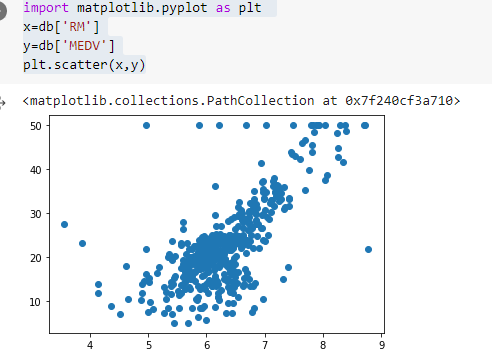 import matplotlib.pyplot as plt
x=db['RM']
y=db['MEDV']
plt.scatter(x,y)
<matplotlib.collections.PathCollection at 0x7f240cf3a710>
50
40
30
20
10
4 5 6 7 8 9